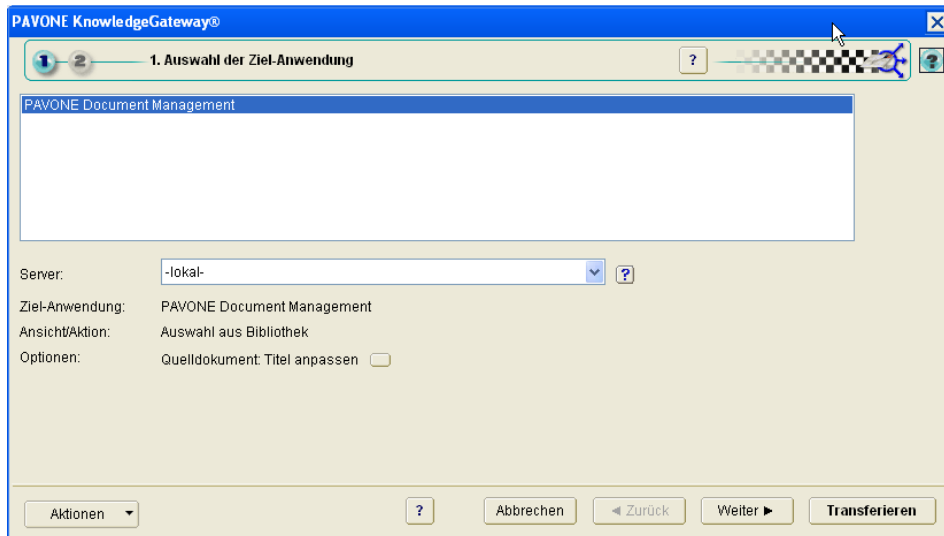 PAVONE KnowledgeGateway®
1 2 1. Auswahl der Ziel-Anwendung ? ?
PAVONE Document Management
Server: -lokal- ?
Ziel-Anwendung: PAVONE Document Management
Ansicht/Aktion: Auswahl aus Bibliothek
Optionen: Quelldokument: Titel anpassen
Aktionen ? Abbrechen ◄ Zurück Weiter ► Transferieren